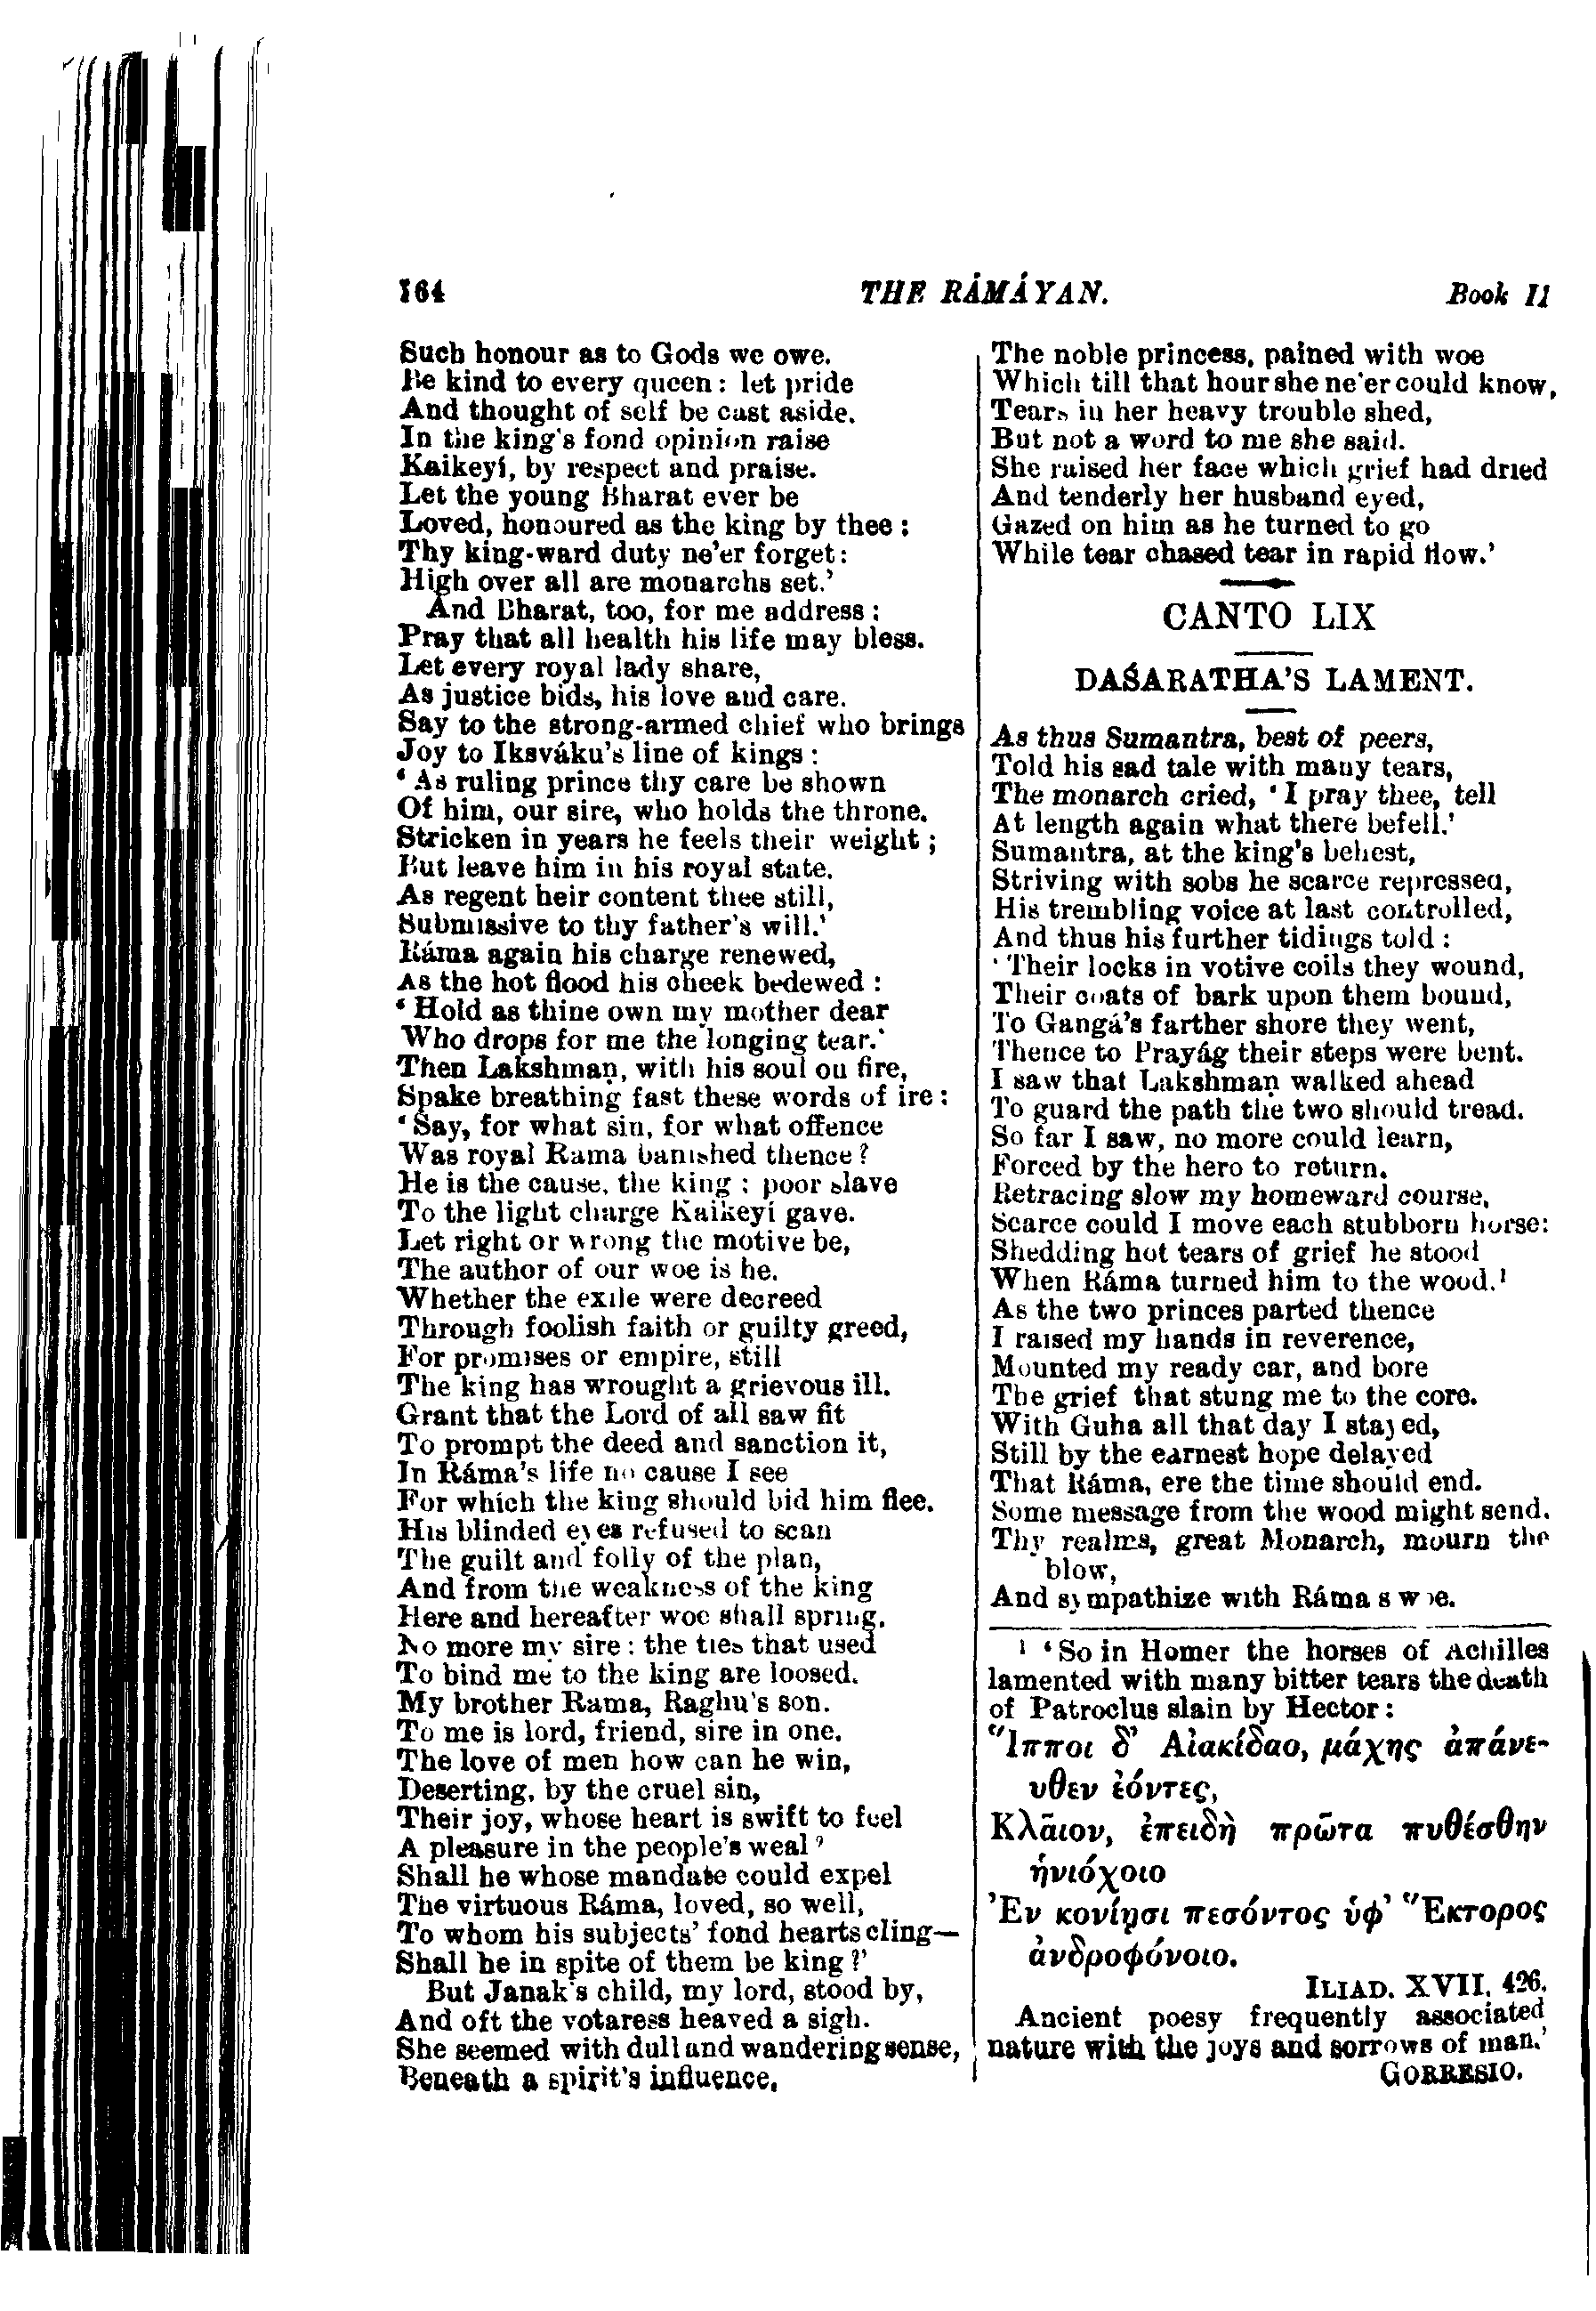 164 THE RÁMÁYAN. Book II
Such honour as to Gods we owe.
Be kind to every queen: let pride
And thought of self be cast aside.
In the king's fond opinion raise
Kaikeyí, by respect and praise.
Let the young Bharat ever be
Loved, honoured as the king by thee:
Thy king-ward duty ne'er forget:
High over all are monarchs set.'
And Bharat, too, for me address:
Pray that all health his life may bless.
Let every royal lady share,
As justice bids, his love and care.
Say to the strong-armed chief who brings
Joy to Iksváku's line of kings:
‘As ruling prince thy care be shown
Of him, our sire, who holds the throne.
Stricken in years he feels their weight;
But leave him in his royal state.
As regent heir content thee still,
Submissive to thy father's will.'
Ráma again his charge renewed,
As the hot flood his cheek bedewed:
‘Hold as thine own my mother dear
Who drops for me the longing tear.'
Then Lakshmaṇ, with his soul on fire,
Spake breathing fast these words of ire:
‘Say, for what sin, for what offence
Was royal Rama banished thence?
He is the cause, the king: poor slave
To the light charge Kaikeyí gave.
Let right or wrong the motive be,
The author of our woe is he.
Whether the exile were decreed
Through foolish faith or guilty greed,
For promises or empire, still
The king has wrought a grievous ill.
Grant that the Lord of all saw fit
To prompt the deed and sanction it,
In Ráma's life no cause I see
For which the king should bid him flee.
His blinded eyes refused to scan
The guilt and folly of the plan,
And from the weakness of the king
Here and hereafter woe shall spring.
No more my sire: the ties that used
To bind me to the king are loosed.
My brother Rama, Raghu's son.
To me is lord, friend, sire in one.
The love of men how can he win,
Deserting, by the cruel sin,
Their joy, whose heart is swift to feel
A pleasure in the people's weal?
Shall he whose mandate could expel
The virtuous Ráma, loved, so well,
To whom his subjects' fond hearts cling—
Shall he in spite of them be king?'
But Janak's child, my lord, stood by,
And oft the votaress heaved a sigh.
She seemed with dull and wandering sense,
Beneath a spirit's influence.
The noble princess, pained with woe
Which till that hour she ne'er could know,
Tears in her heavy trouble shed,
But not a word to me she said.
She raised her face which grief had dried
And tenderly her husband eyed,
Gazed on him as he turned to go
While tear chased tear in rapid flow.'
CANTO LIX
DAŚARATHA'S LAMENT.
As thus Sumantra, best of peers,
Told his sad tale with many tears,
The monarch cried, ‘I pray thee, tell
At length again what there befell.'
Sumantra, at the king's behest,
Striving with sobs he scarce repressed,
His trembling voice at last controlled,
And thus his further tidings told:
‘Their locks in votive coils they wound,
Their coats of bark upon them bound,
To Gangá's farther shore they went,
Thence to Prayág their steps were bent.
I saw that Lakshmaṇ walked ahead
To guard the path the two should tread.
So far I saw, no more could learn,
Forced by the hero to return.
Retracing slow my homeward course,
Scarce could I move each stubborn horse:
Shedding hot tears of grief he stood
When Ráma turned him to the wood.¹
As the two princes parted thence
I raised my hands in reverence,
Mounted my ready car, and bore
The grief that stung me to the core.
With Guha all that day I stayed,
Still by the earnest hope delayed
That Ráma, ere the time should end.
Some message from the wood might send.
Thy realms, great Monarch, mourn the
blow,
And sympathize with Ráma s woe.
¹ ‘So in Homer the horses of Achilles
lamented with many bitter tears the death
of Patroclus slain by Hector:
Ἵπποι δ' Αἰακίδαο, μάχης ἀπάνε-
υθεν ἐόντες,
Κλᾶιον, ἐπειδὴ πρῶτα πυθέσθην
ἡνιόχοιο
Ἐν κονίῃσι πεσόντος ὑφ' Ἕκτορος
ἀνδροφόνοιο.
ILIAD. XVII. 426.
Ancient poesy frequently associated
nature with the joys and sorrows of man.'
GORRESIO.